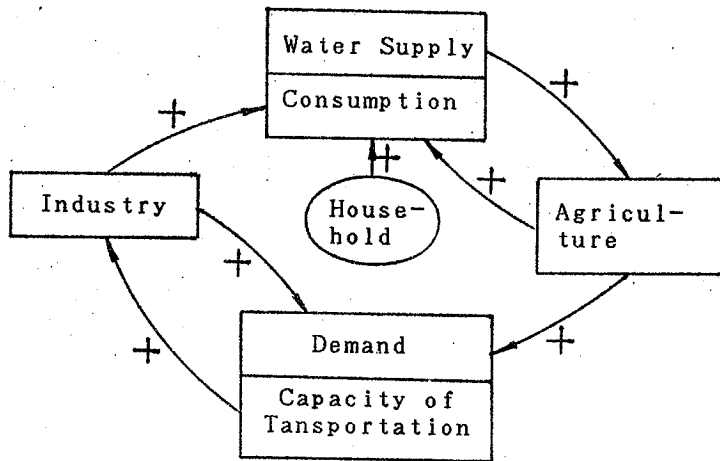 Water Supply
Consumption
+
+
+
+
Industry
House-
hold
Agricul-
ture
+
+
+
Demand
Capacity of
Tansportation